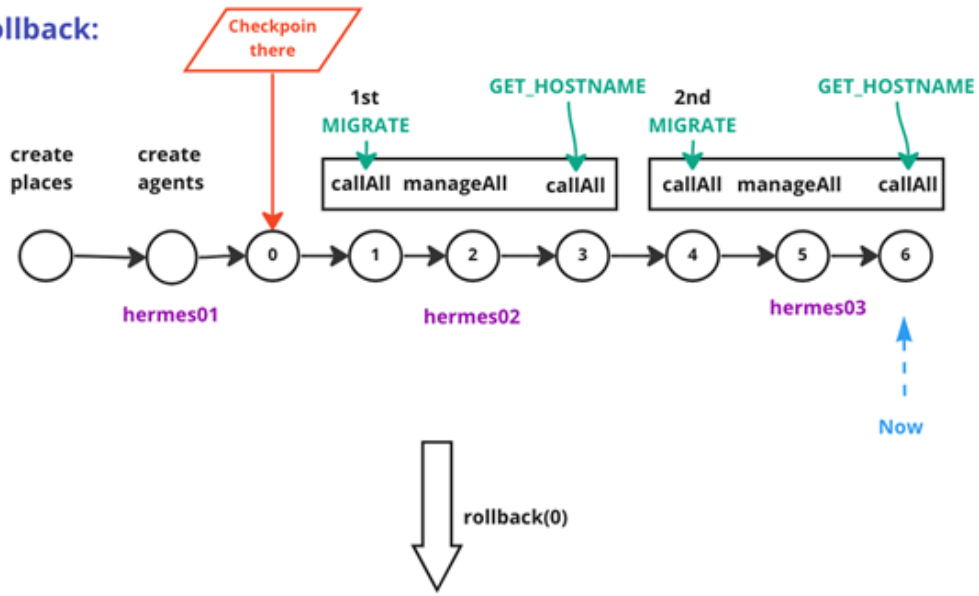 ollback:
Checkpoin
there
create
places
create
agents
1st
MIGRATE
GET_HOSTNAME
2nd
MIGRATE
GET_HOSTNAME
callAll manageAll callAll
callAll manageAll callAll
0 1 2 3 4 5 6
hermes01
hermes02
hermes03
Now
rollback(0)